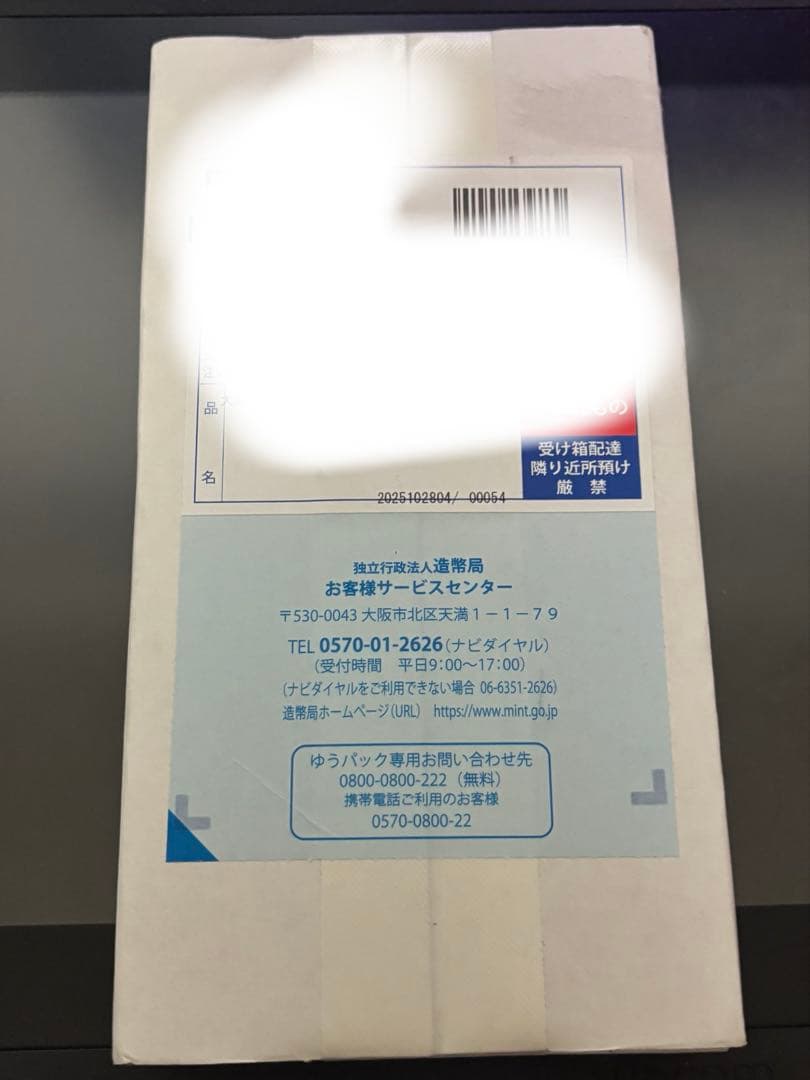 品
名
もの
受け箱配達
隣り近所預け
厳 禁
2025102804/ 00054
独立行政法人造幣局
お客様サービスセンター
〒530-0043 大阪市北区天満1-1-79
TEL 0570-01-2626(ナビダイヤル)
(受付時間 平日9:00～17:00)
(ナビダイヤルをご利用できない場合 06-6351-2626)
造幣局ホームページ(URL) https://www.mint.go.jp
ゆうパック専用お問い合わせ先
0800-0800-222(無料)
携帯電話ご利用のお客様
0570-0800-22